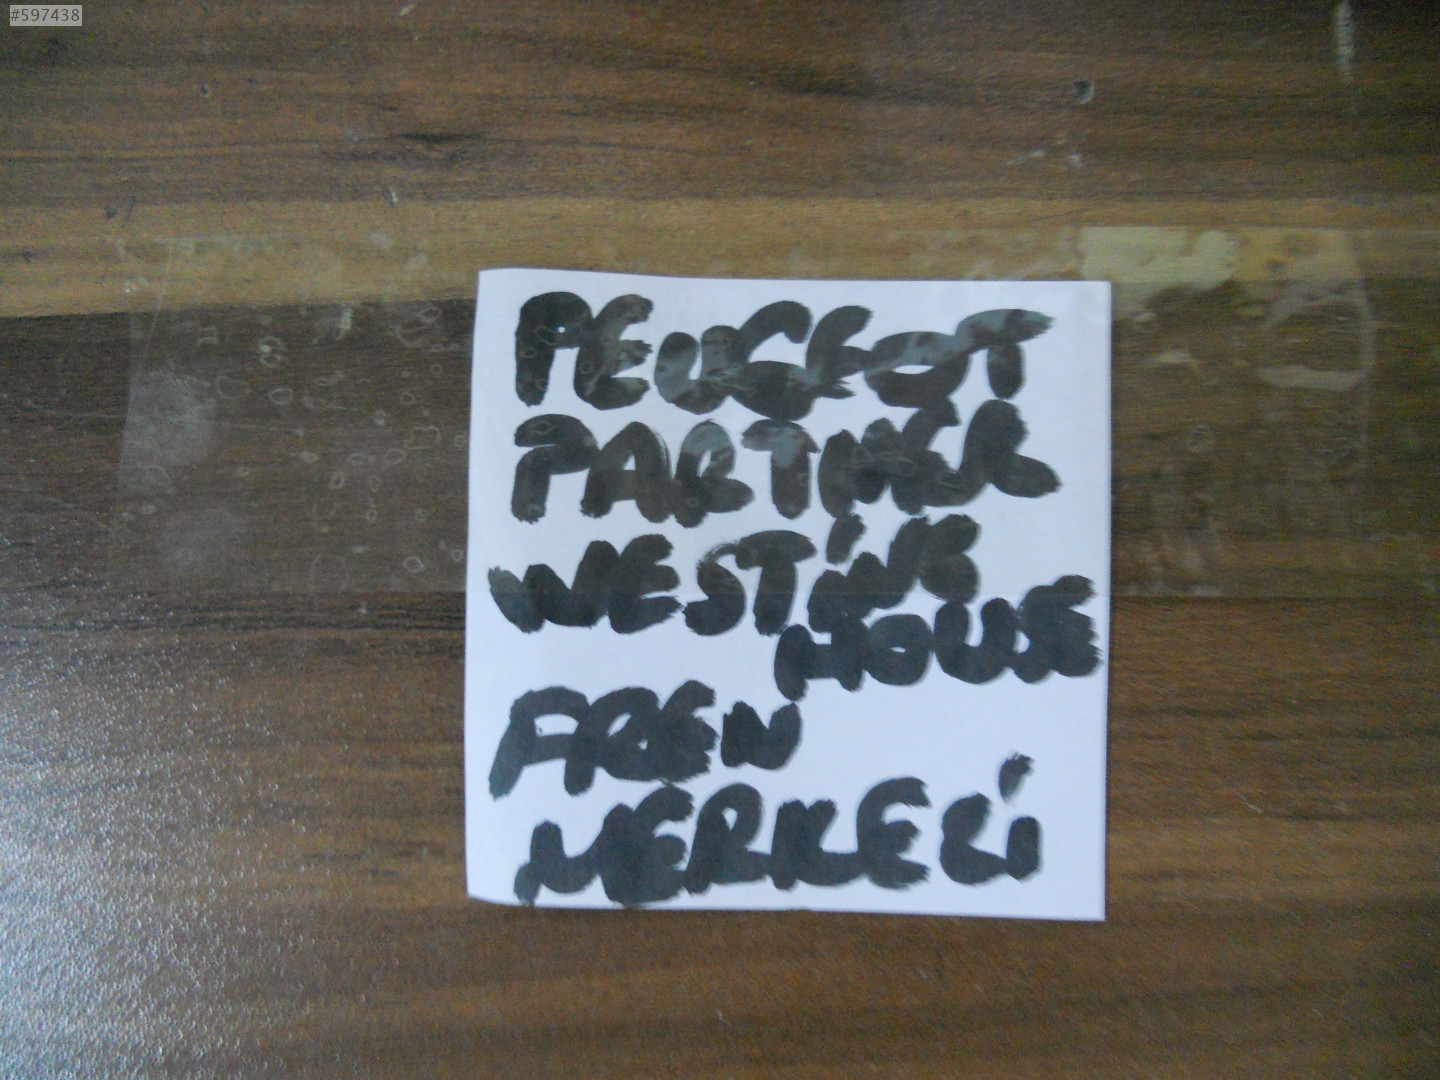 #597438
PEUGEOT
PARTNER
WESTİNG
HOUSE
FREN
MERKEZİ